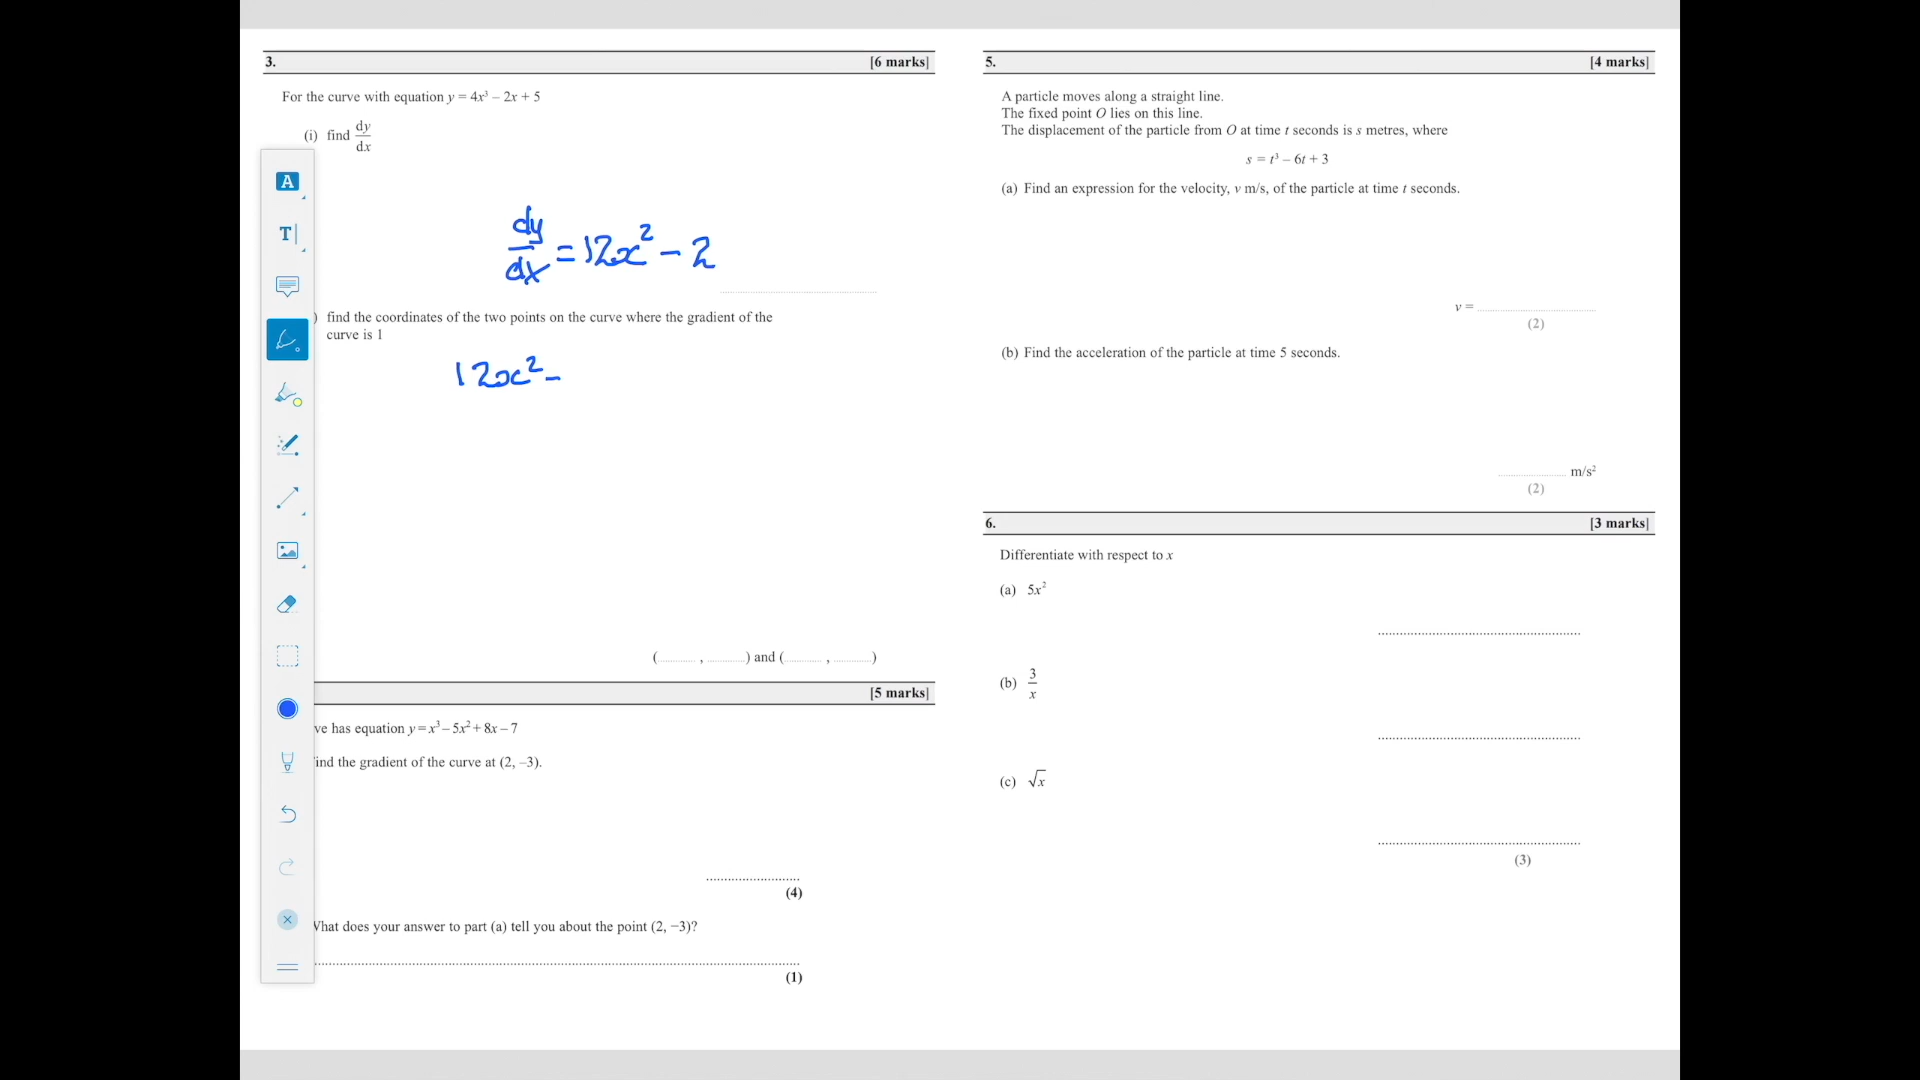 3. [6 marks]
For the curve with equation y = 4x³ – 2x + 5
(i) find dy/dx
dy/dx = 12x² – 2
) find the coordinates of the two points on the curve where the gradient of the
curve is 1
12x² –
( , ) and ( , )
[5 marks]
ve has equation y = x³ – 5x² + 8x – 7
ind the gradient of the curve at (2, –3).
(4)
What does your answer to part (a) tell you about the point (2, −3)?
(1)
5. [4 marks]
A particle moves along a straight line.
The fixed point O lies on this line.
The displacement of the particle from O at time t seconds is s metres, where
s = t³ – 6t + 3
(a) Find an expression for the velocity, v m/s, of the particle at time t seconds.
v =
(2)
(b) Find the acceleration of the particle at time 5 seconds.
m/s²
(2)
6. [3 marks]
Differentiate with respect to x
(a) 5x²
(b) 3/x
(c) √x
(3)
A
T